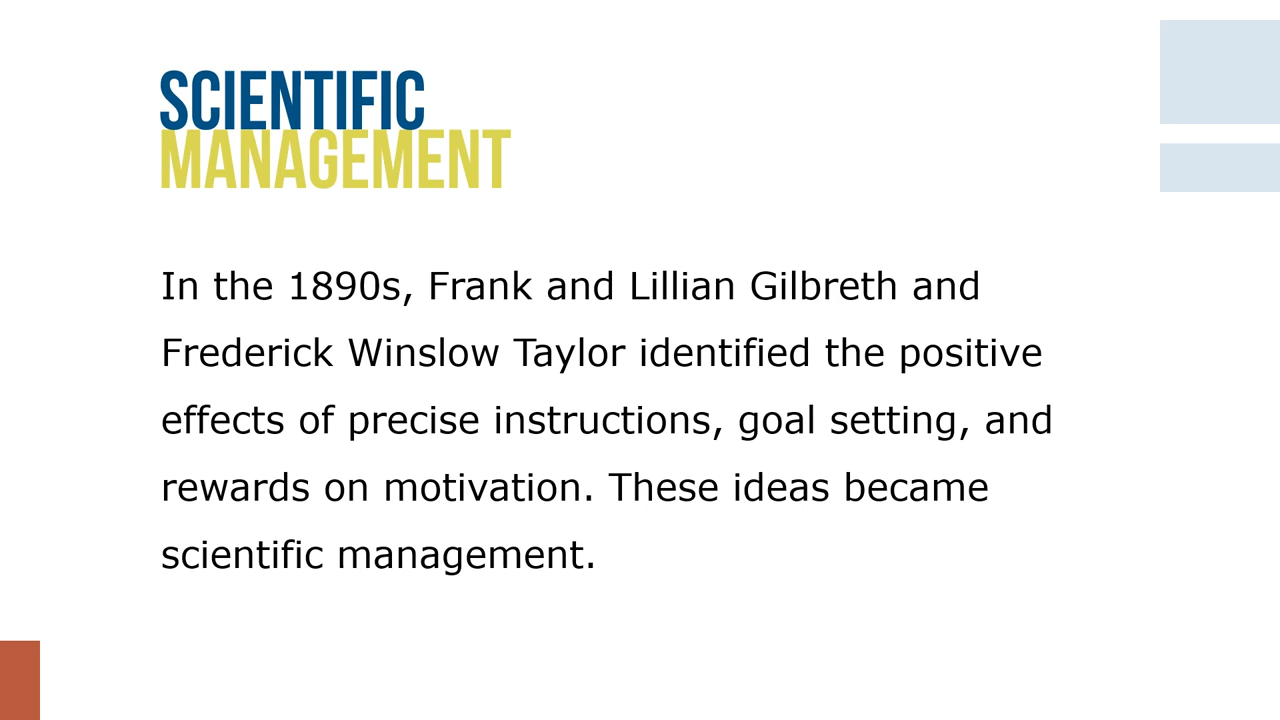 SCIENTIFIC
MANAGEMENT
In the 1890s, Frank and Lillian Gilbreth and
Frederick Winslow Taylor identified the positive
effects of precise instructions, goal setting, and
rewards on motivation. These ideas became
scientific management.